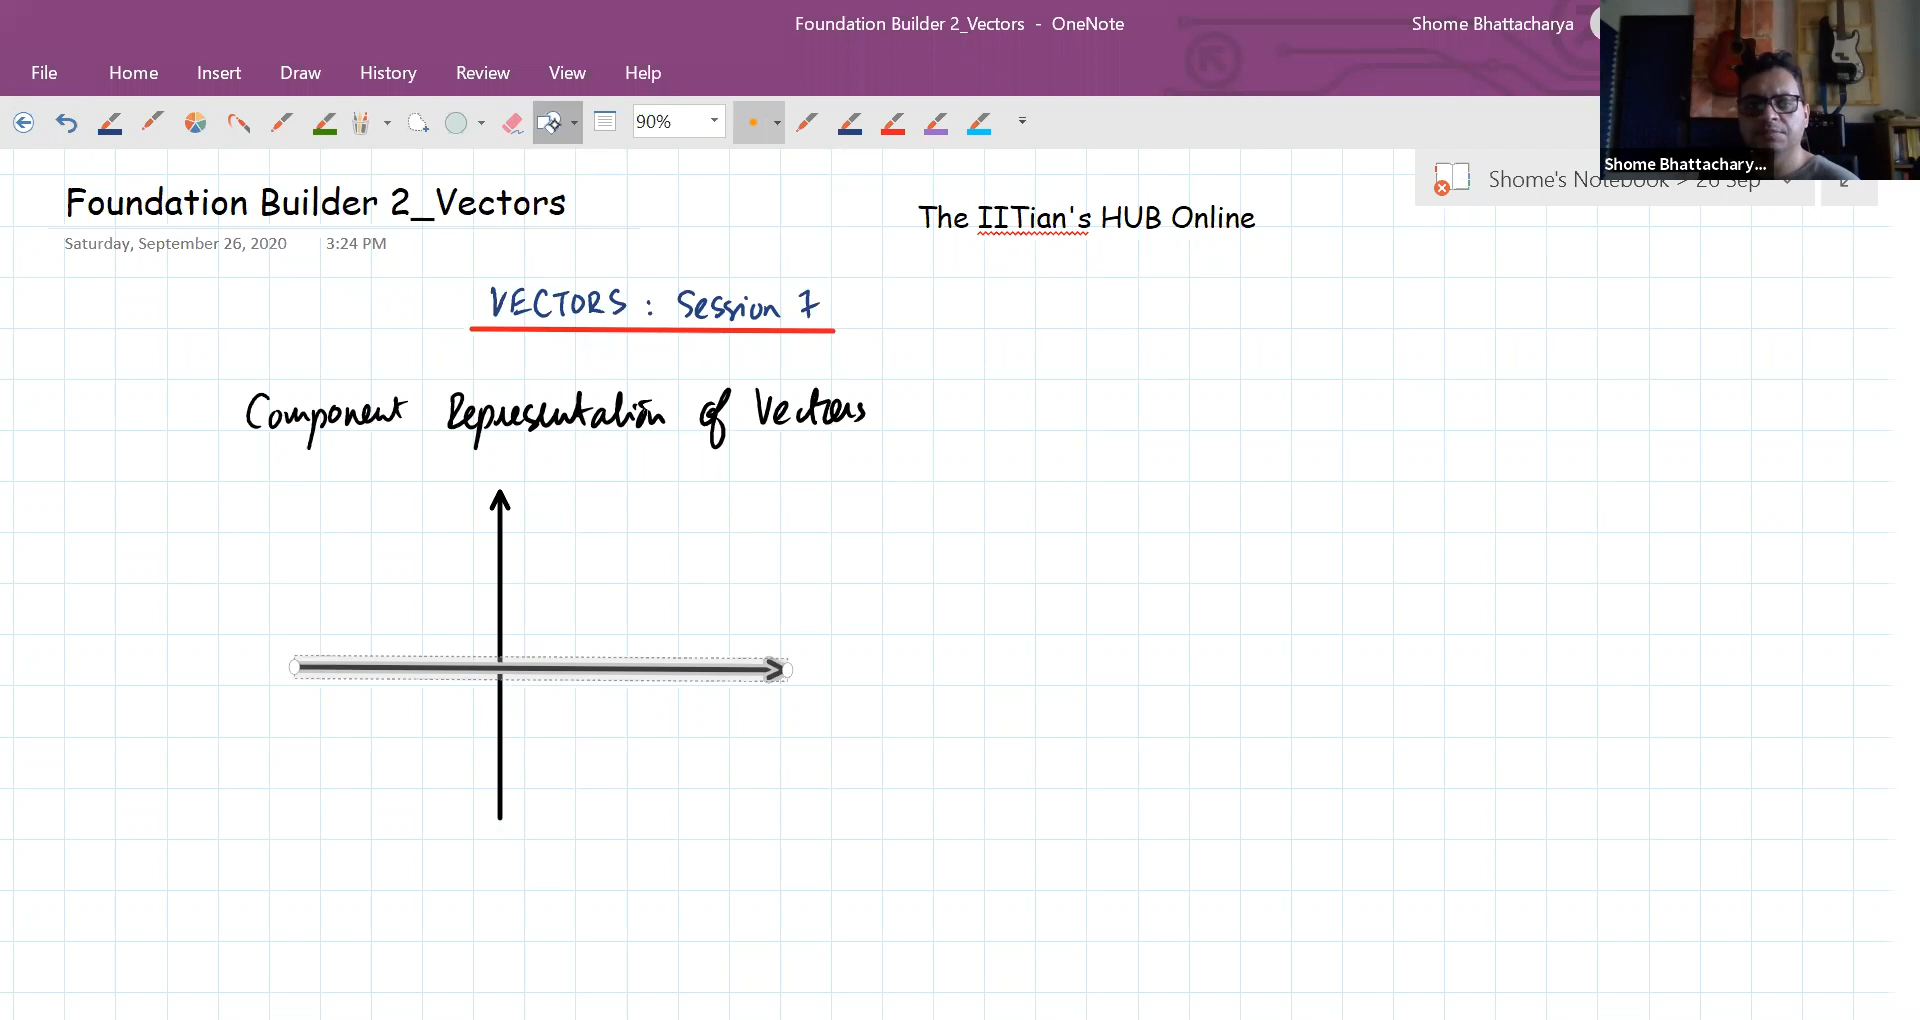 Foundation Builder 2_Vectors - OneNote
Shome Bhattacharya
File Home Insert Draw History Review View Help
90%
Shome Bhattachary...
Shome's Notebook > 26 Sep
Foundation Builder 2_Vectors
The IITian's HUB Online
Saturday, September 26, 2020 3:24 PM
VECTORS : Session 7
Component Representation of Vectors